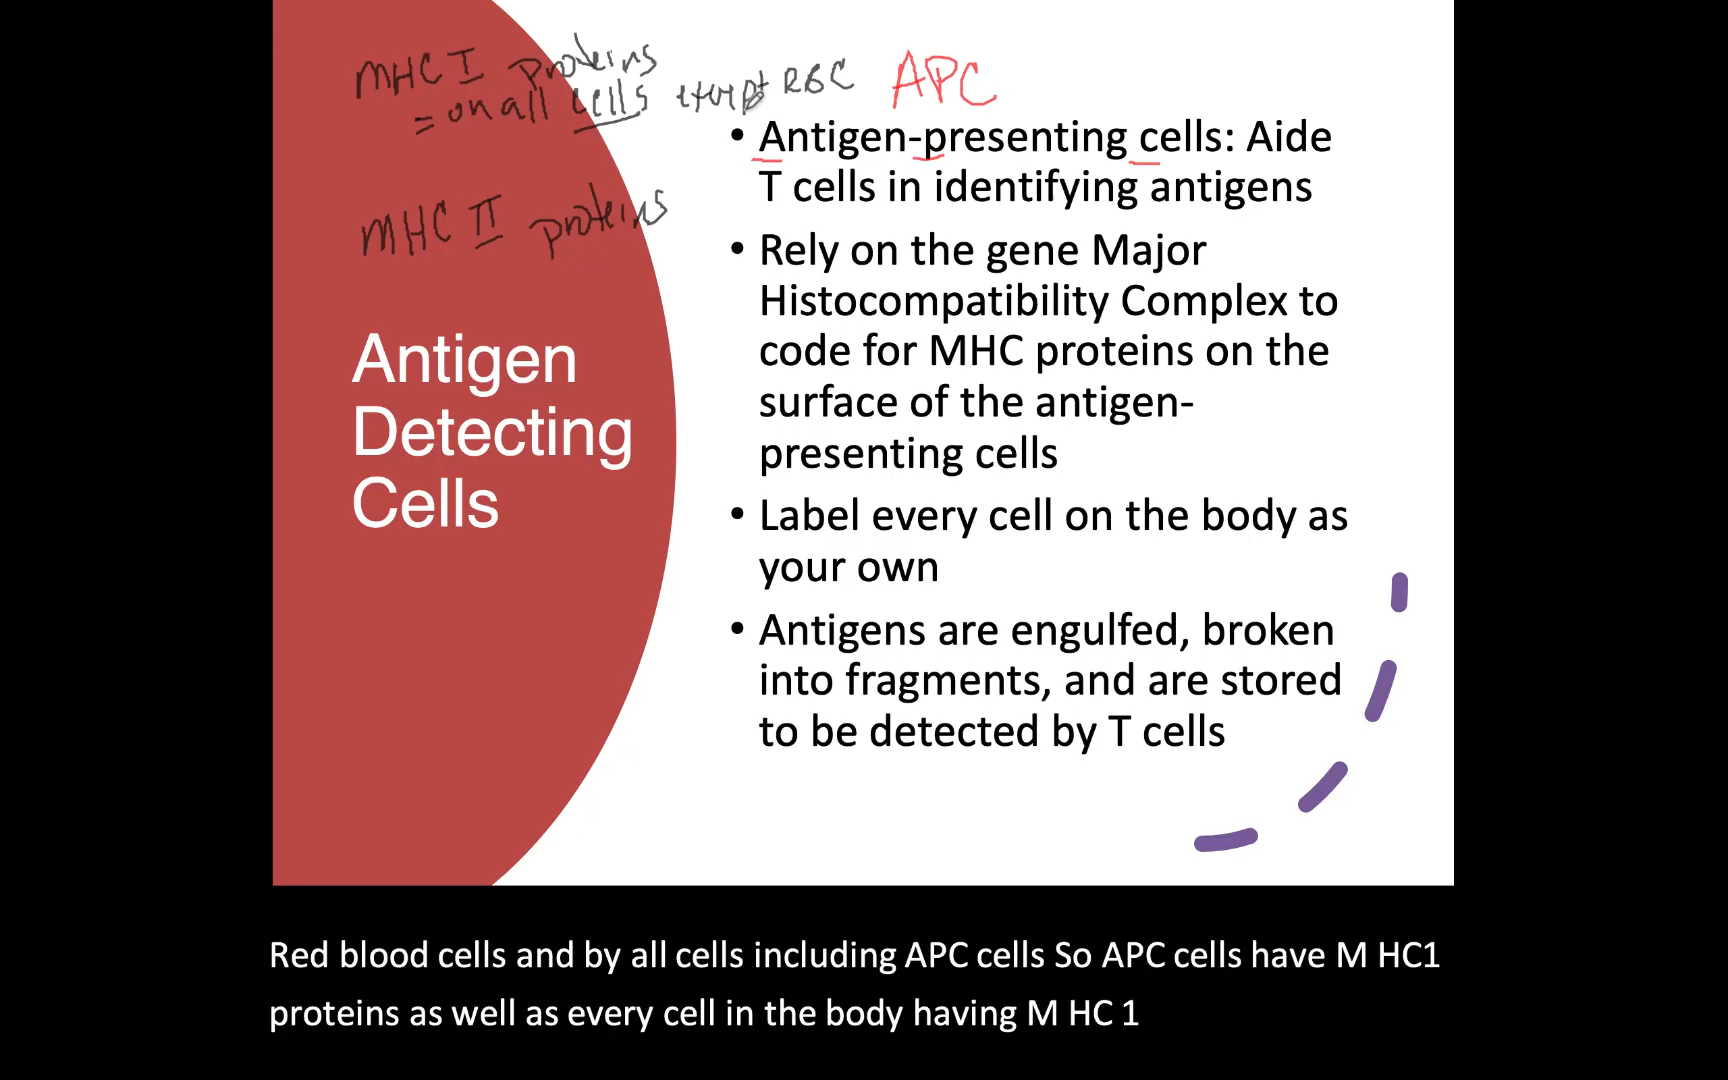 MHC I proteins
= on all cells except RBC
APC
MHC II proteins
Antigen
Detecting
Cells
• Antigen-presenting cells: Aide
T cells in identifying antigens
• Rely on the gene Major
Histocompatibility Complex to
code for MHC proteins on the
surface of the antigen-
presenting cells
• Label every cell on the body as
your own
• Antigens are engulfed, broken
into fragments, and are stored
to be detected by T cells
Red blood cells and by all cells including APC cells So APC cells have M HC1
proteins as well as every cell in the body having M HC 1